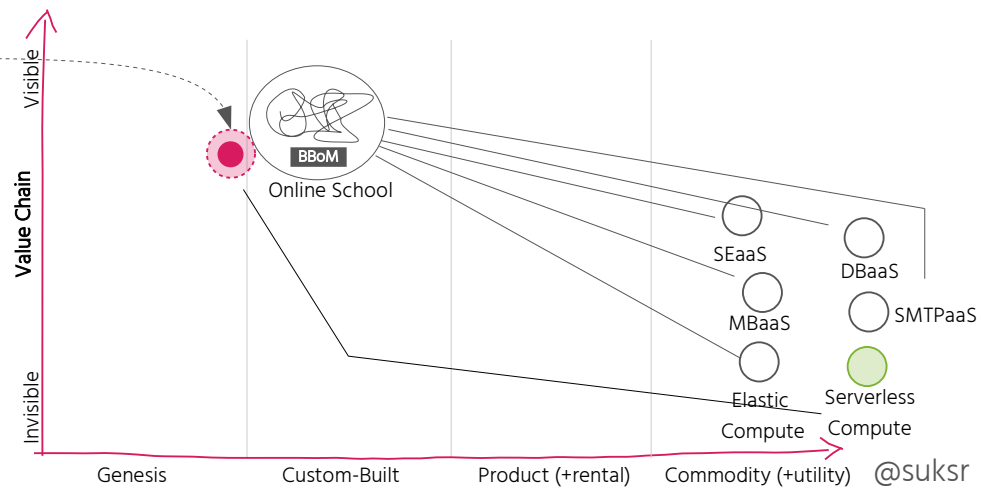 Visible
Value Chain
Invisible
BBoM
Online School
SEaaS
DBaaS
MBaaS
SMTPaaS
Elastic
Compute
Serverless
Compute
Genesis
Custom-Built
Product (+rental)
Commodity (+utility)
@suksr